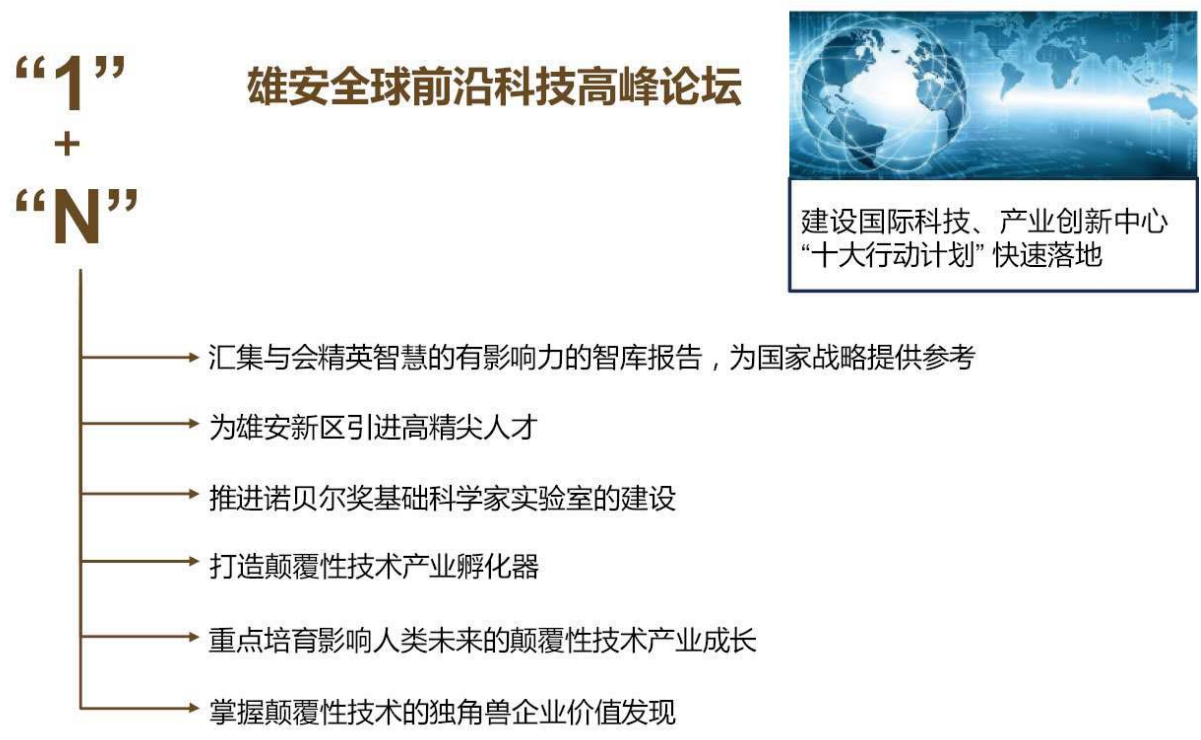 “1”
雄安全球前沿科技高峰论坛
+
“N”
建设国际科技、产业创新中心
“十大行动计划” 快速落地
汇集与会精英智慧的有影响力的智库报告，为国家战略提供参考
为雄安新区引进高精尖人才
推进诺贝尔奖基础科学家实验室的建设
打造颠覆性技术产业孵化器
重点培育影响人类未来的颠覆性技术产业成长
掌握颠覆性技术的独角兽企业价值发现